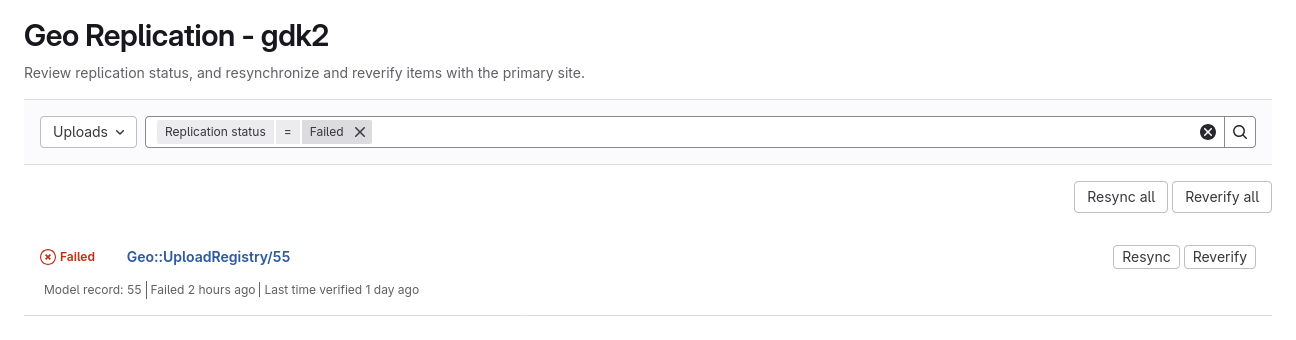 Geo Replication - gdk2
Review replication status, and resynchronize and reverify items with the primary site.
Uploads Replication status = Failed
Resync all Reverify all
Failed Geo::UploadRegistry/55 Resync Reverify
Model record: 55 Failed 2 hours ago Last time verified 1 day ago